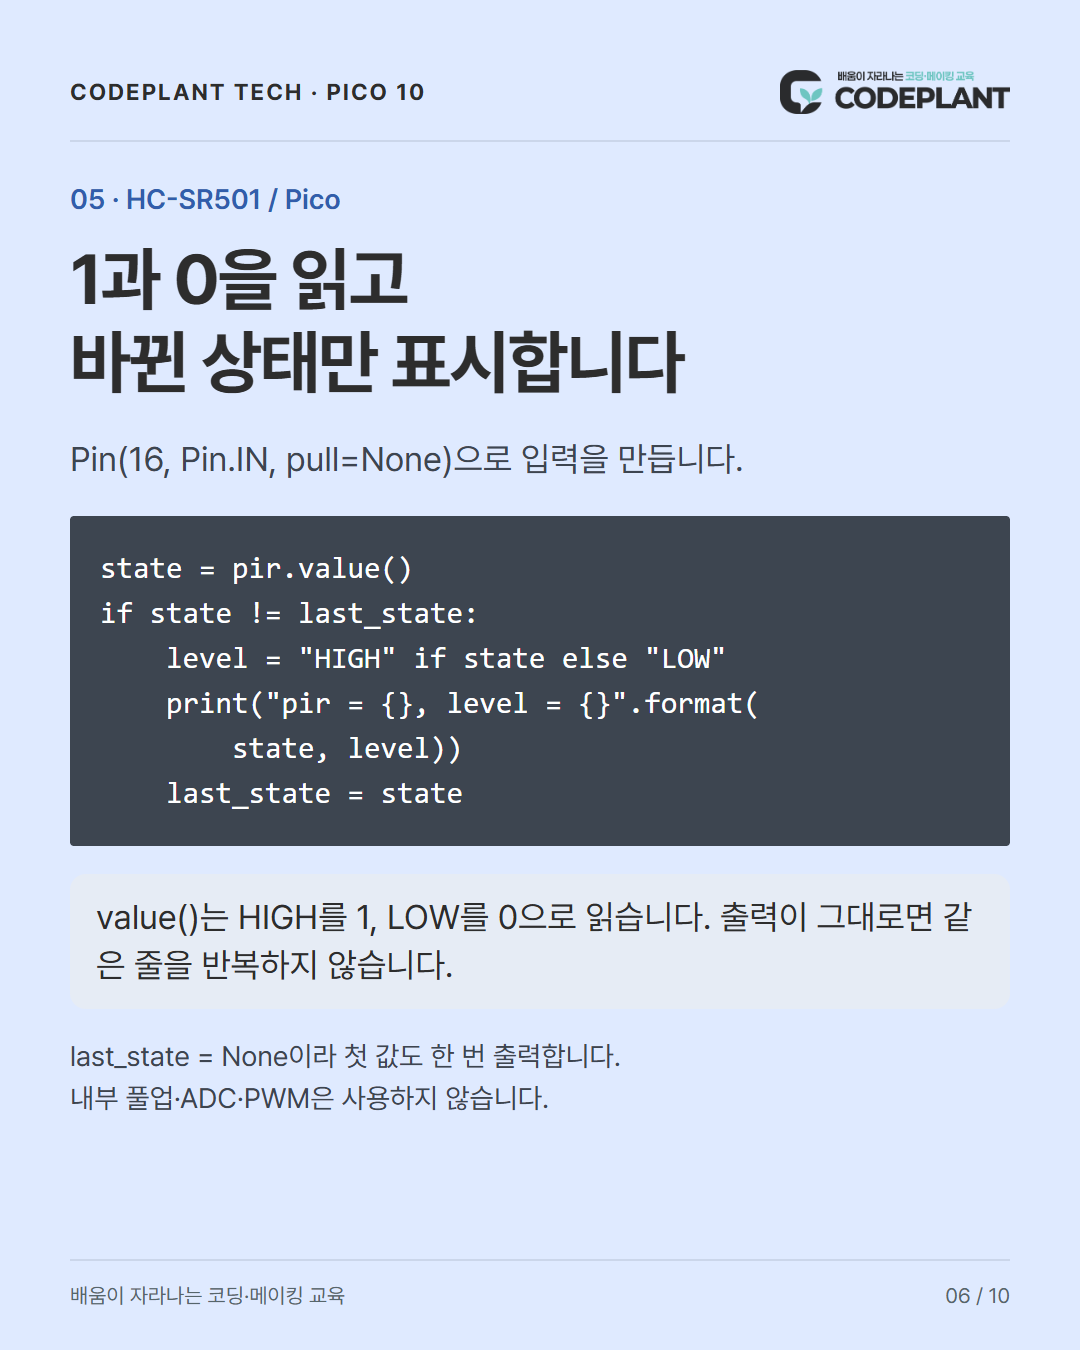 CODEPLANT TECH · PICO 10
배움이 자라나는 코딩·메이킹 교육
CODEPLANT
05 · HC-SR501 / Pico
1과 0을 읽고
바뀐 상태만 표시합니다
Pin(16, Pin.IN, pull=None)으로 입력을 만듭니다.
state = pir.value()
if state != last_state:
    level = "HIGH" if state else "LOW"
    print("pir = {}, level = {}".format(
        state, level))
    last_state = state
value()는 HIGH를 1, LOW를 0으로 읽습니다. 출력이 그대로면 같
은 줄을 반복하지 않습니다.
last_state = None이라 첫 값도 한 번 출력합니다.
내부 풀업·ADC·PWM은 사용하지 않습니다.
배움이 자라나는 코딩·메이킹 교육
06 / 10